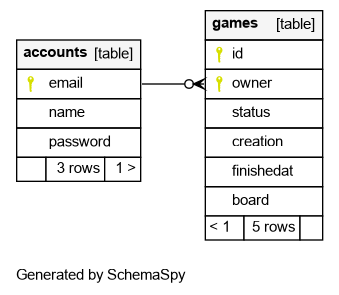 accounts [table]
email
name
password
3 rows 1 >
games [table]
id
owner
status
creation
finishedat
board
< 1 5 rows
Generated by SchemaSpy